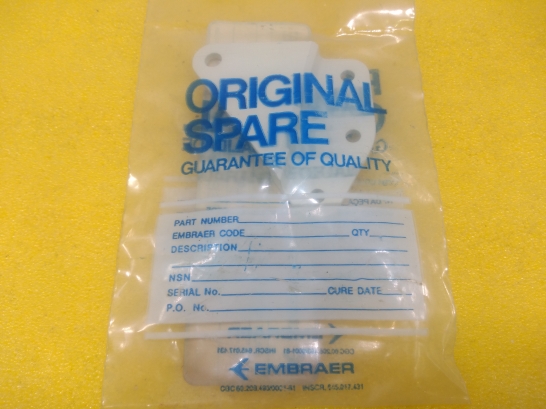 ORIGINAL
SPARE
GUARANTEE OF QUALITY
PART NUMBER
EMBRAER CODE QTY
DESCRIPTION
NSN
SERIAL No. CURE DATE
P.O. No.
EMBRAER